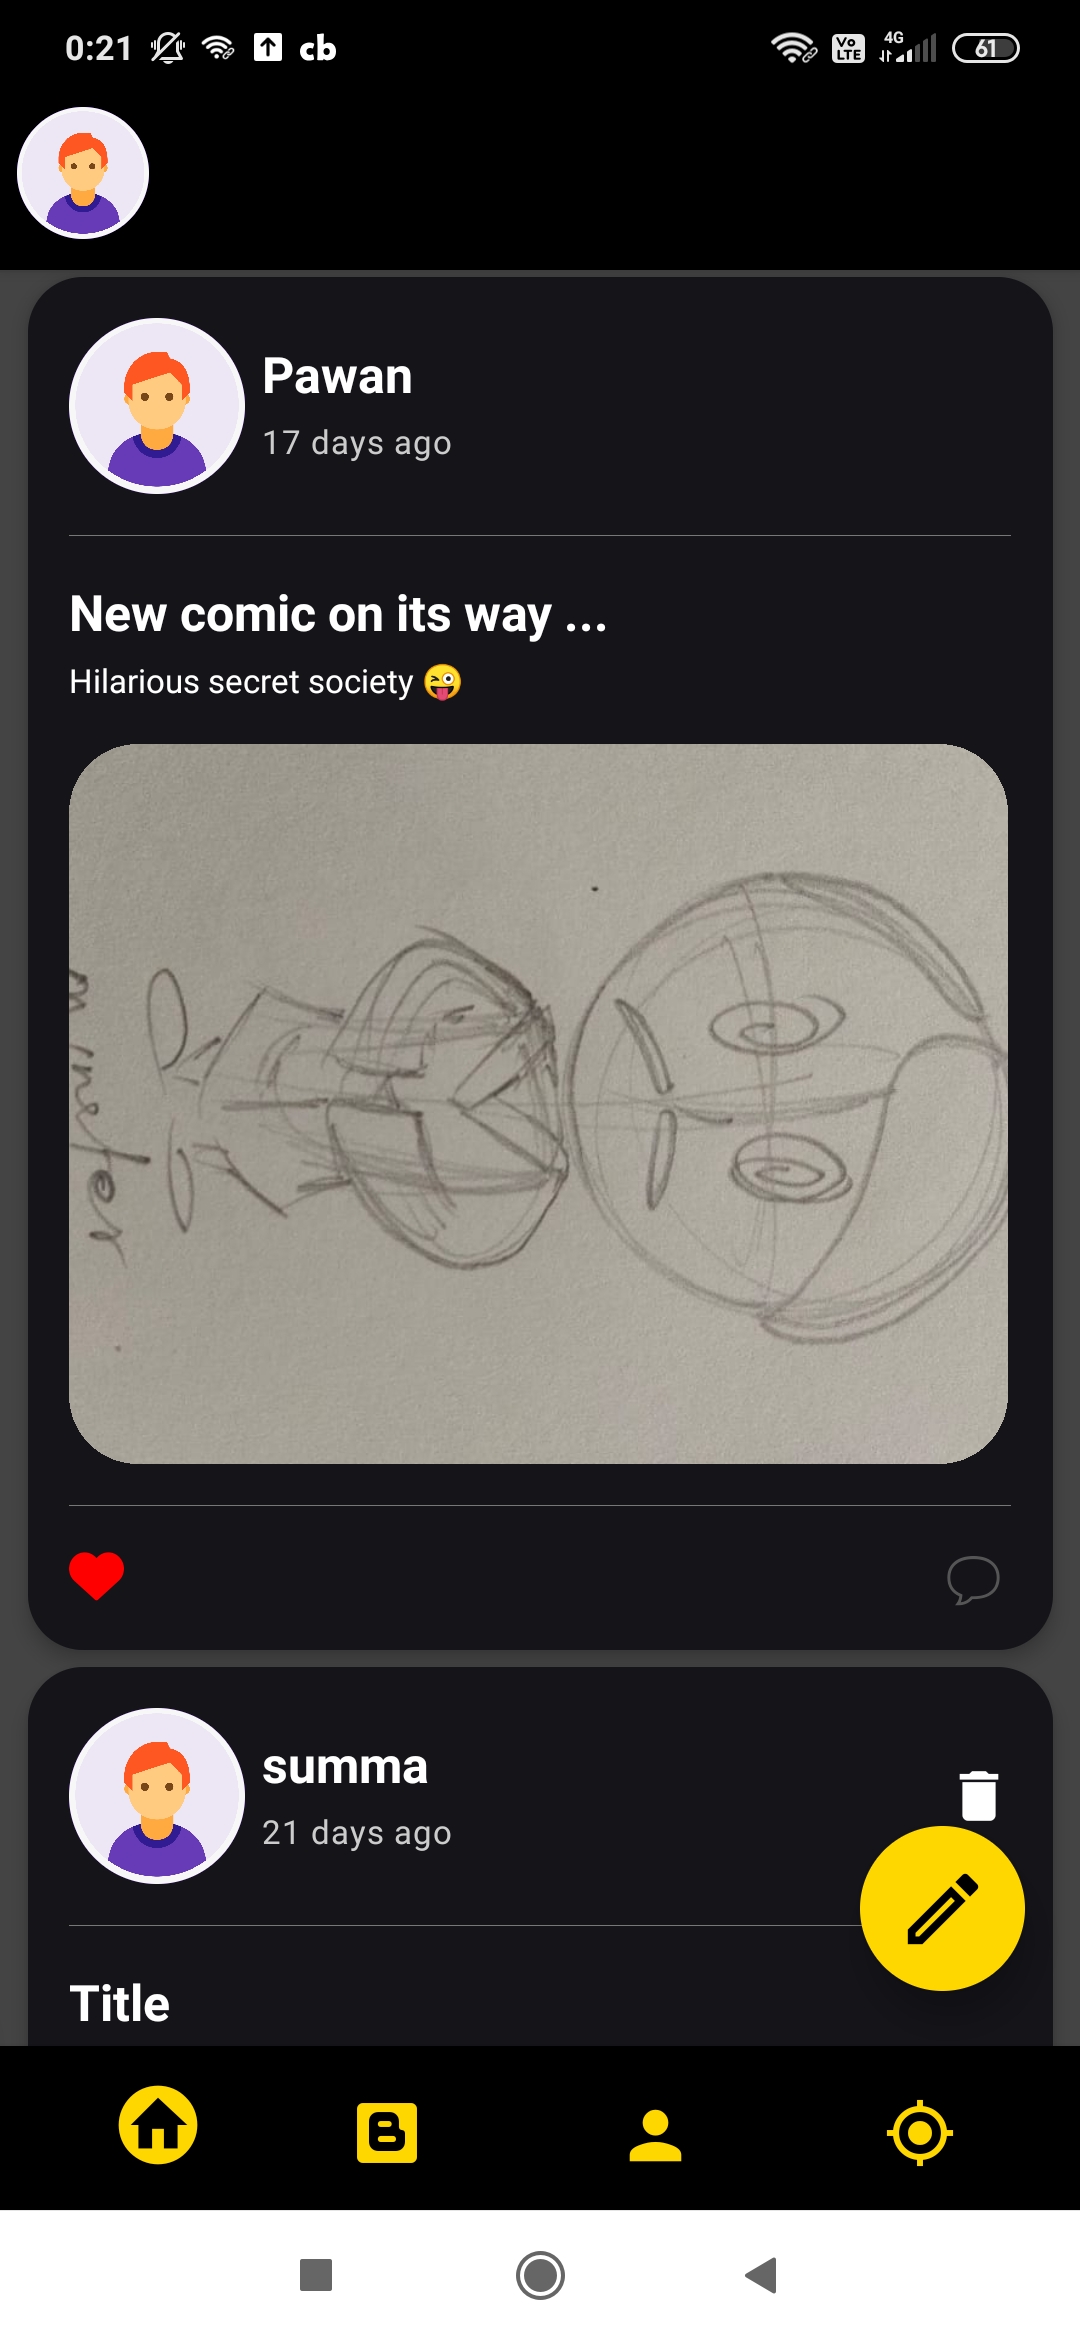 0:21 cb Vo LTE 4G 61
Pawan
17 days ago
New comic on its way ...
Hilarious secret society 😜
summa
21 days ago
Title